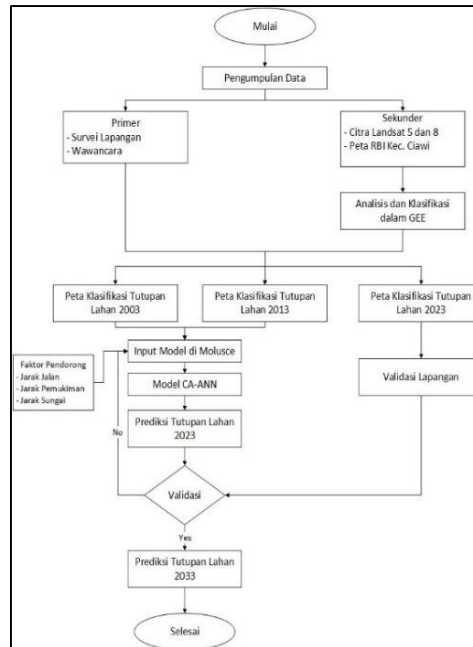 Mulai
Pengumpulan Data
Primer
- Survei Lapangan
- Wawancara
Sekunder
- Citra Landsat 5 dan 8
- Peta RBI Kec. Ciawi
Analisis dan Klasifikasi
dalam GEE
Peta Klasifikasi Tutupan
Lahan 2003
Peta Klasifikasi Tutupan
Lahan 2013
Peta Klasifikasi Tutupan
Lahan 2023
Input Model di Molusce
Faktor Pendorong
- Jarak Jalan
- Jarak Pemukiman
- Jarak Sungai
Model CA-ANN
Validasi Lapangan
Prediksi Tutupan Lahan
2023
No
Validasi
Yes
Prediksi Tutupan Lahan
2033
Selesai